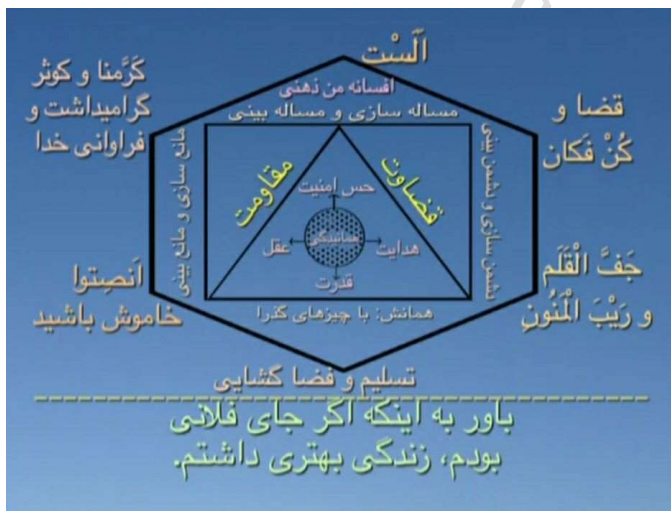 اَلَسْت
کَرَّمنا و کوثر
گرامیداشت و
فراوانی خدا
قضا و
کُنْ فَکان
افسانه من ذهنی
مساله سازی و مساله بینی
مانع سازی و مانع بینی
دشمن سازی و دشمن بینی
مقاومت
قضاوت
حس امنیت
عقل
همانیدگی
هدایت
قدرت
همانش: با چیزهای گذرا
اَنصِتوا
خاموش باشید
جَفَّ الْقَلَم
و رَیْبَ الْمَنُونِ
تسلیم و فضا گشایی
باور به اینکه اگر جای فلانی
بودم، زندگی بهتری داشتم.